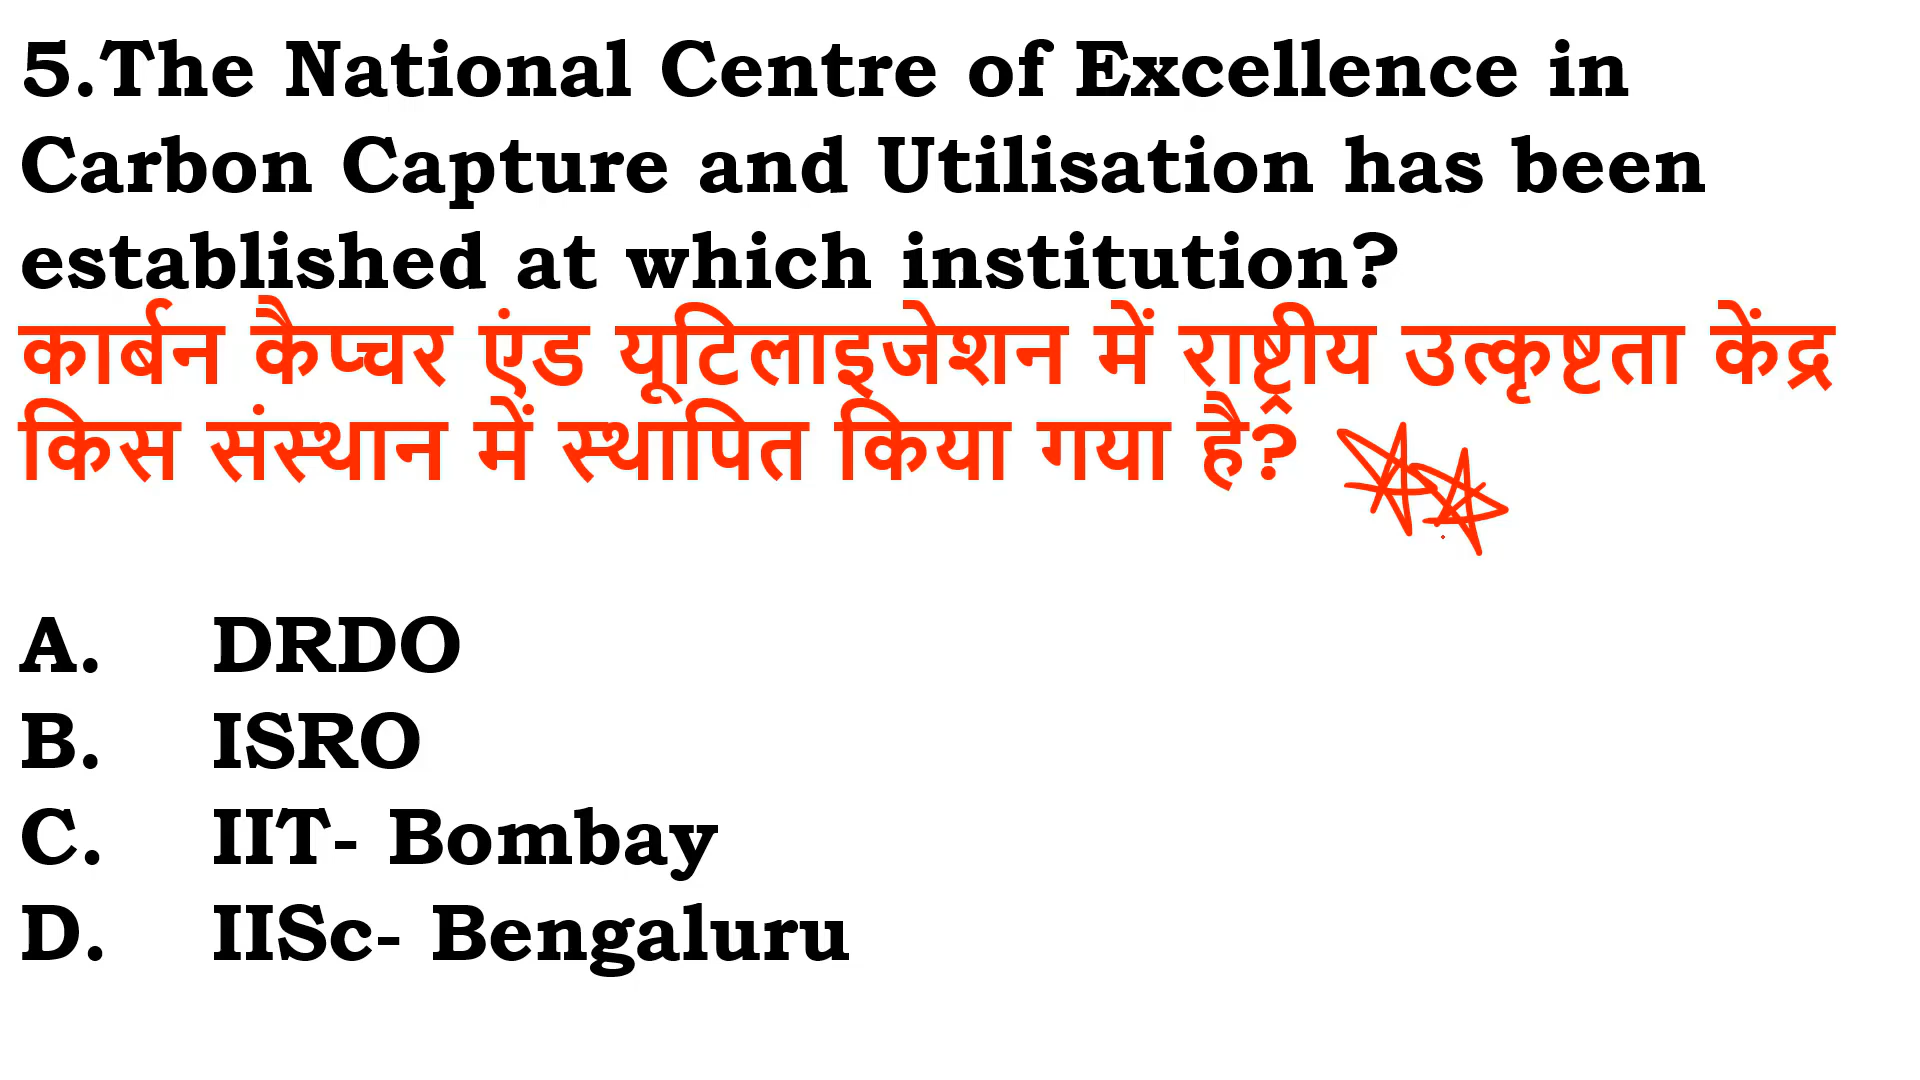 5.The National Centre of Excellence in
Carbon Capture and Utilisation has been
established at which institution?
कार्बन कैप्चर एंड यूटिलाइजेशन में राष्ट्रीय उत्कृष्टता केंद्र
किस संस्थान में स्थापित किया गया है?
A. DRDO
B. ISRO
C. IIT- Bombay
D. IISc- Bengaluru